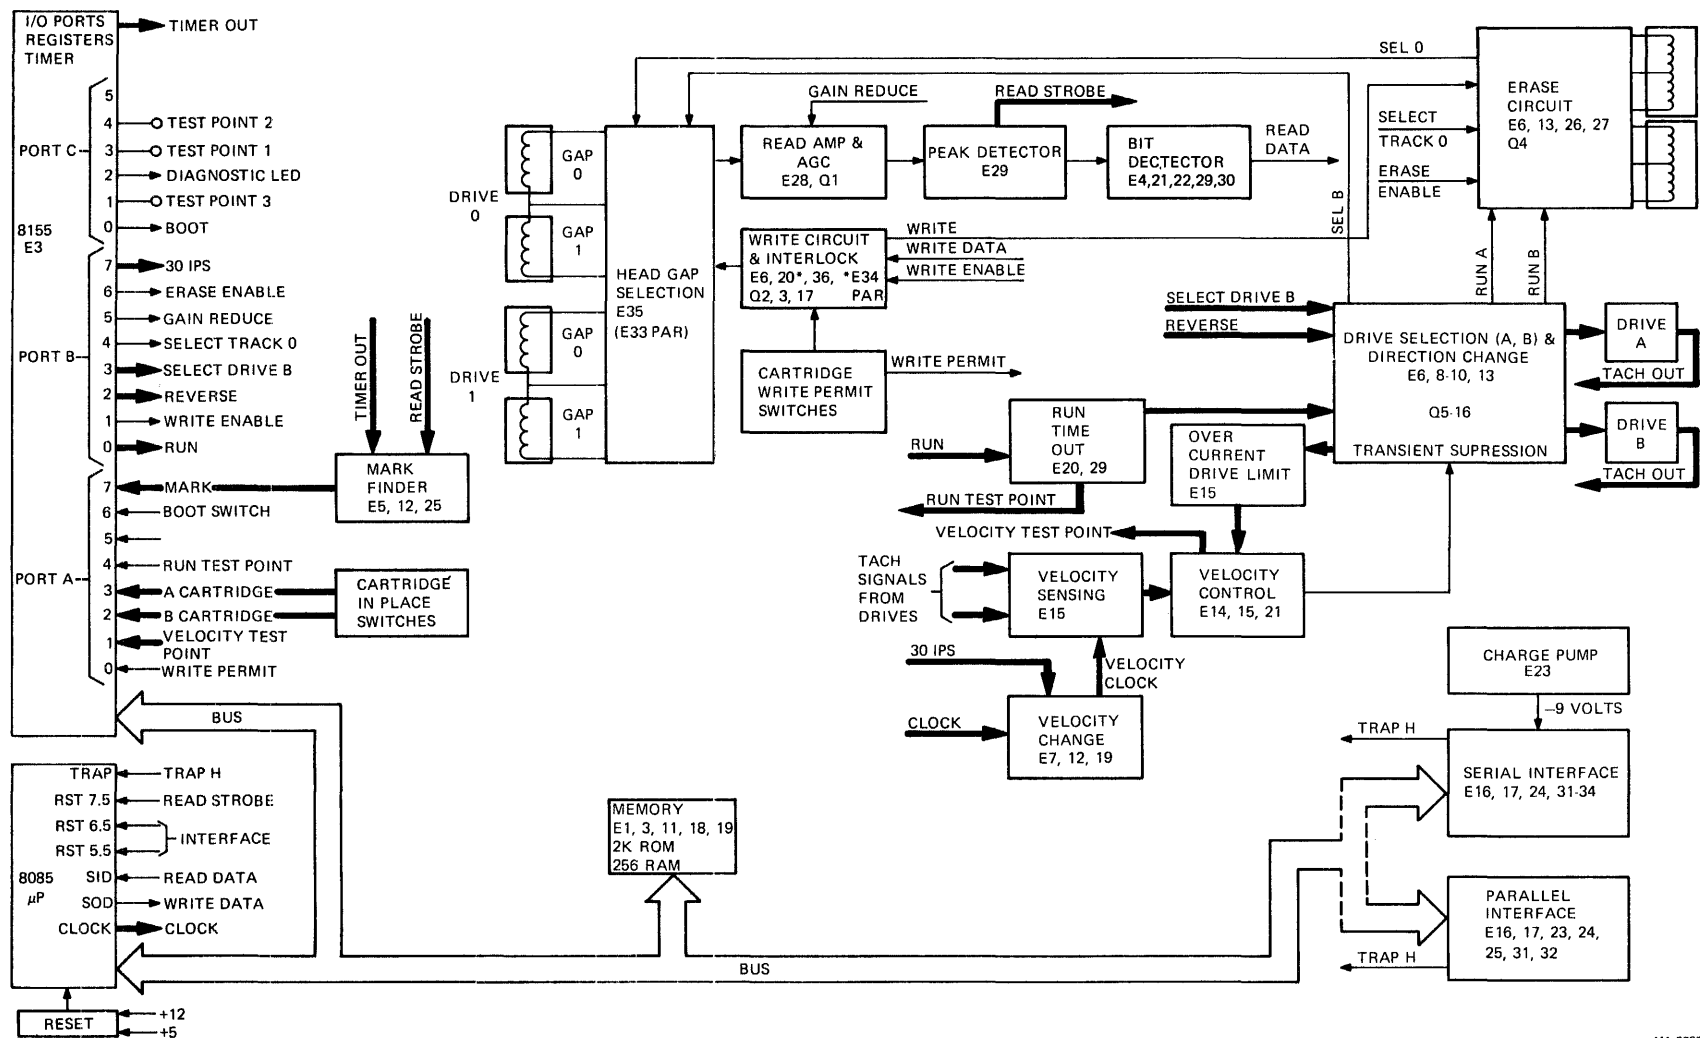 I/O PORTS
REGISTERS
TIMER
TIMER OUT
PORT C
5
4 TEST POINT 2
3 TEST POINT 1
2 DIAGNOSTIC LED
1 TEST POINT 3
0 BOOT
8155
E3
PORT B
7 30 IPS
6 ERASE ENABLE
5 GAIN REDUCE
4 SELECT TRACK 0
3 SELECT DRIVE B
2 REVERSE
1 WRITE ENABLE
0 RUN
PORT A
7 MARK
6 BOOT SWITCH
5
4 RUN TEST POINT
3 A CARTRIDGE
2 B CARTRIDGE
1 VELOCITY TEST
POINT
0 WRITE PERMIT
TIMER OUT
READ STROBE
MARK
FINDER
E5, 12, 25
CARTRIDGE
IN PLACE
SWITCHES
BUS
TRAP TRAP H
RST 7.5 READ STROBE
RST 6.5
RST 5.5
INTERFACE
8085
µP
SID READ DATA
SOD WRITE DATA
CLOCK CLOCK
RESET
+12
+5
DRIVE
0
GAP
0
GAP
1
DRIVE
1
GAP
0
GAP
1
HEAD GAP
SELECTION
E35
(E33 PAR)
GAIN REDUCE
READ AMP &
AGC
E28, Q1
READ STROBE
PEAK DETECTOR
E29
BIT
DECTECTOR
E4,21,22,29,30
READ
DATA
WRITE CIRCUIT
& INTERLOCK
E6, 20*, 36, *E34
Q2, 3, 17 PAR
WRITE
WRITE DATA
WRITE ENABLE
CARTRIDGE
WRITE PERMIT
SWITCHES
WRITE PERMIT
SEL 0
SEL B
SELECT
TRACK 0
ERASE
ENABLE
ERASE
CIRCUIT
E6, 13, 26, 27
Q4
RUN A
RUN B
SELECT DRIVE B
REVERSE
DRIVE SELECTION (A, B) &
DIRECTION CHANGE
E6, 8-10, 13
Q5-16
TRANSIENT SUPRESSION
DRIVE
A
TACH OUT
DRIVE
B
TACH OUT
RUN
RUN
TIME
OUT
E20, 29
RUN TEST POINT
OVER
CURRENT
DRIVE LIMIT
E15
VELOCITY TEST POINT
TACH
SIGNALS
FROM
DRIVES
VELOCITY
SENSING
E15
VELOCITY
CONTROL
E14, 15, 21
30 IPS
VELOCITY
CLOCK
CLOCK
VELOCITY
CHANGE
E7, 12, 19
MEMORY
E1, 3, 11, 18, 19
2K ROM
256 RAM
BUS
CHARGE PUMP
E23
–9 VOLTS
TRAP H
SERIAL INTERFACE
E16, 17, 24, 31-34
PARALLEL
INTERFACE
E16, 17, 23, 24,
25, 31, 32
TRAP H